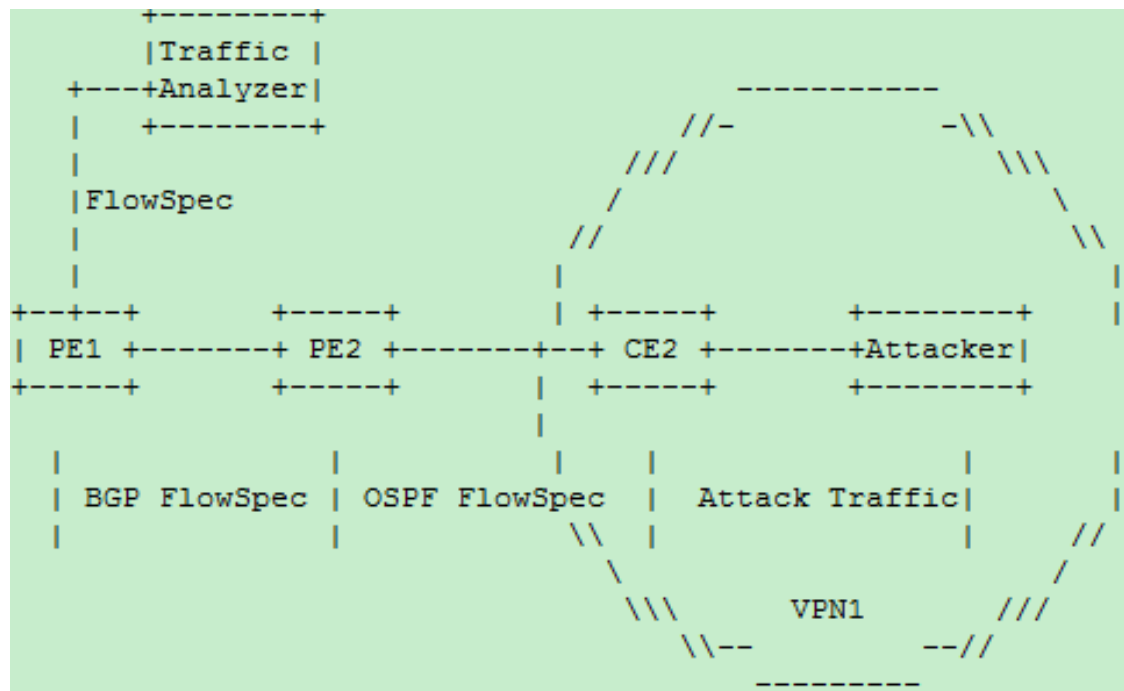 Traffic
Analyzer
FlowSpec
PE1 PE2 CE2 Attacker
BGP FlowSpec OSPF FlowSpec Attack Traffic
VPN1